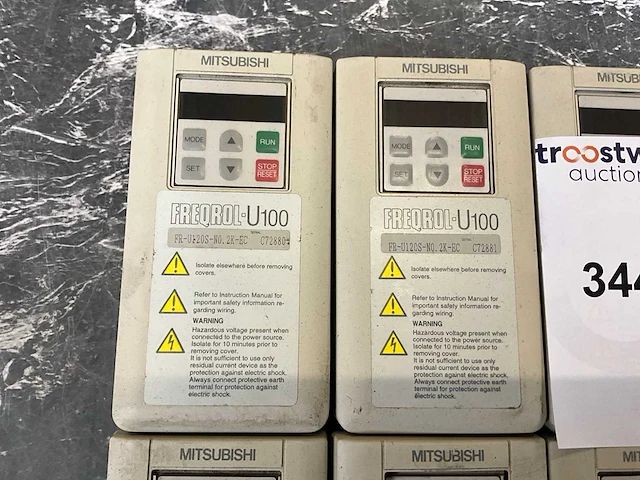 MITSUBISHI
MODE
RUN
SET
STOP
RESET
FREQROL-U100
FR-U120S-N0.2K-EC SERIAL C72880
Isolate elsewhere before removing
covers.
Refer to Instruction Manual for
important safety information re-
garding wiring.
WARNING
Hazardous voltage present when
connected to the power source.
Isolate for 10 minutes prior to
removing cover.
It is not sufficient to use only
residual current device as the
protection against electric shock.
Always connect protective earth
terminal for protection against
electric shock.
MITSUBISHI
MODE
RUN
SET
STOP
RESET
FREQROL-U100
FR-U120S-N0.2K-EC SERIAL C72881
Isolate elsewhere before removing
covers.
Refer to Instruction Manual for
important safety information re-
garding wiring.
WARNING
Hazardous voltage present when
connected to the power source.
Isolate for 10 minutes prior to
removing cover.
It is not sufficient to use only
residual current device as the
protection against electric shock.
Always connect protective earth
terminal for protection against
electric shock.
MITSUB
troostw
auction
344
MITSUBISHI
MITSUBISHI
MITSUBI